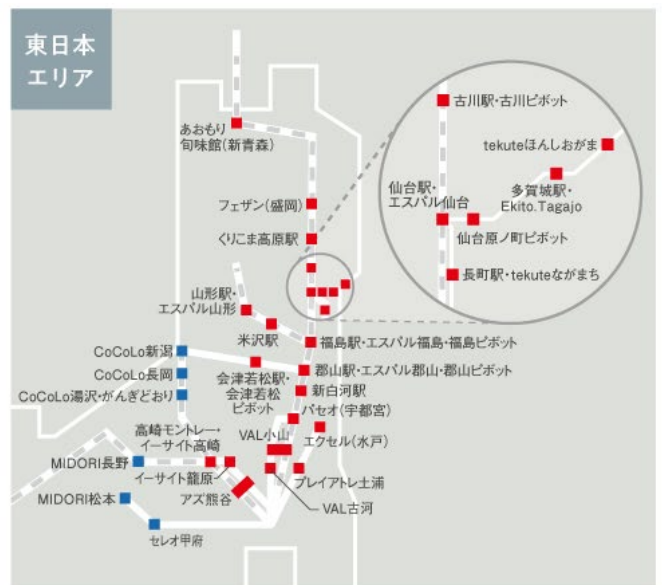 東日本
エリア
あおもり
旬味館(新青森)
フェザン(盛岡)
くりこま高原駅
古川駅・古川ピボット
tekuteほんしおがま
多賀城駅・
Ekito.Tagajo
仙台駅・
エスパル仙台
仙台原ノ町ピボット
長町駅・tekuteながまち
山形駅・
エスパル山形
米沢駅
福島駅・エスパル福島・福島ピボット
CoCoLo新潟
CoCoLo長岡
CoCoLo湯沢・がんぎどおり
会津若松駅・
会津若松
ピボット
郡山駅・エスパル郡山・郡山ピボット
新白河駅
パセオ(宇都宮)
エクセル(水戸)
VAL小山
高崎モントレー・
イーサイト高崎
MIDORI長野
イーサイト籠原
プレイアトレ土浦
MIDORI松本
アズ熊谷
VAL古河
セレオ甲府